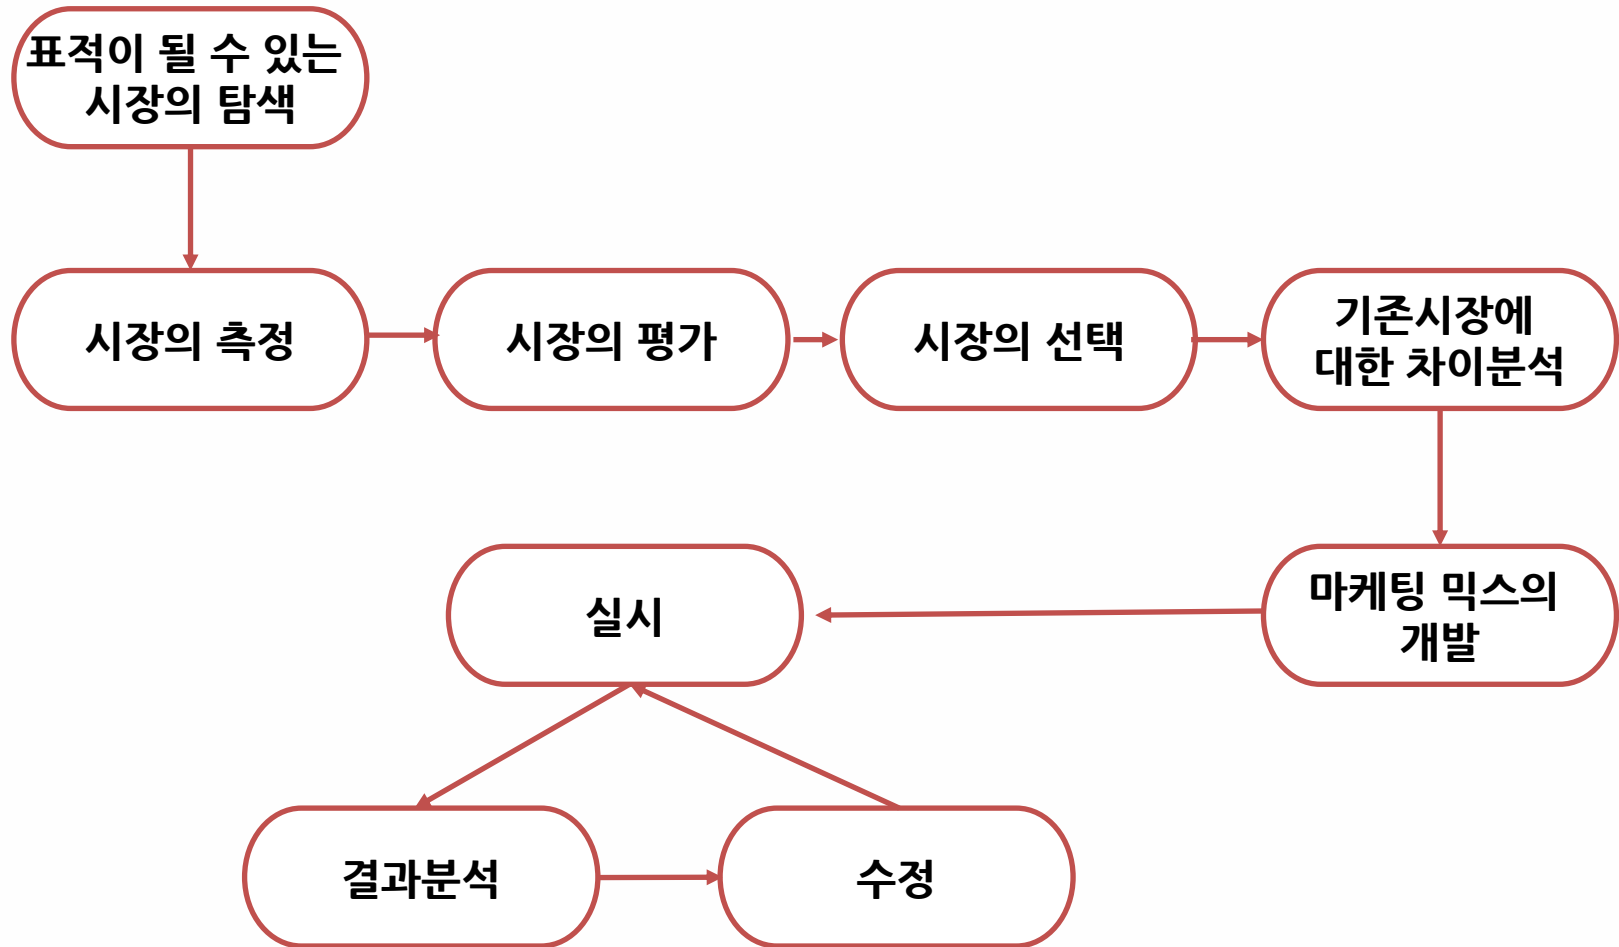 표적이 될 수 있는
시장의 탐색
시장의 측정
시장의 평가
시장의 선택
기존시장에
대한 차이분석
마케팅 믹스의
개발
실시
결과분석
수정